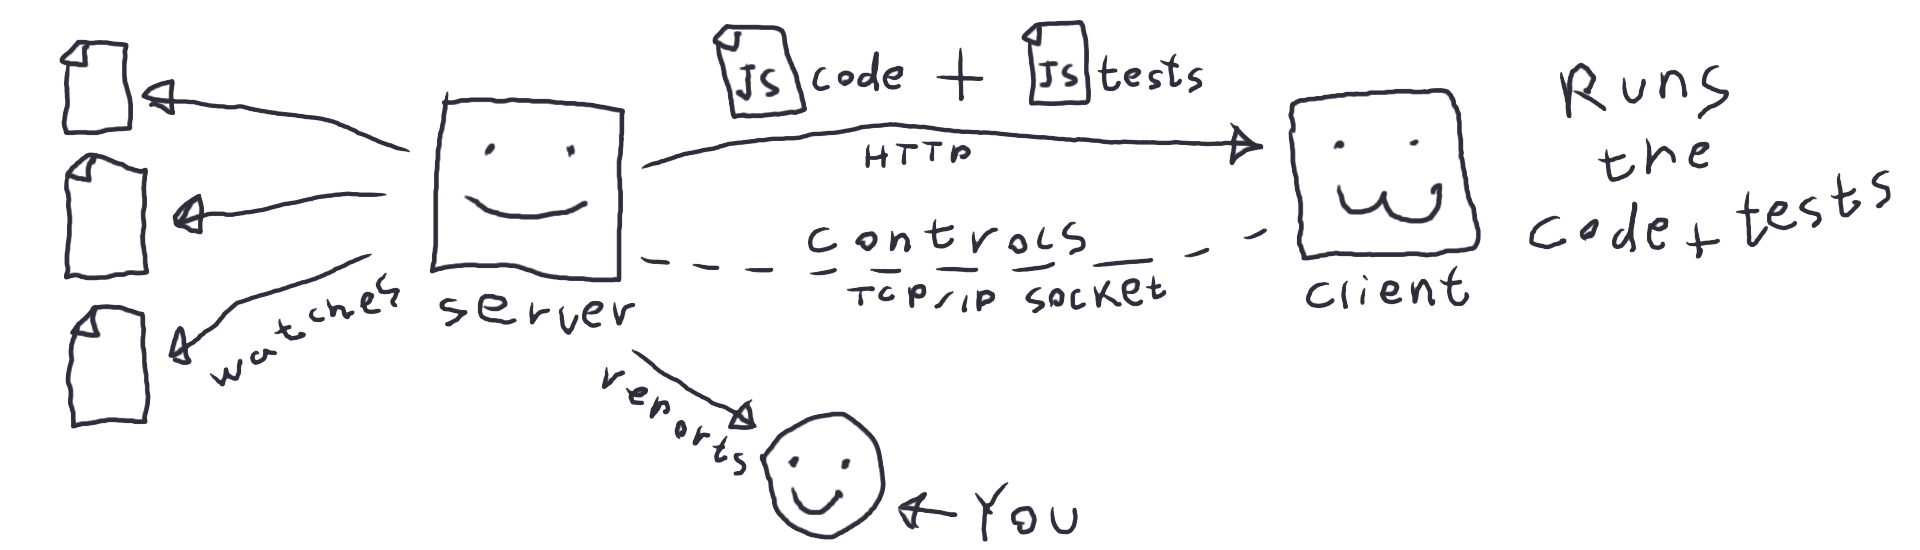 JS code + JS tests
HTTP
Runs
the
code + tests
controls
TCP/IP socket
watches
server
client
reports
You